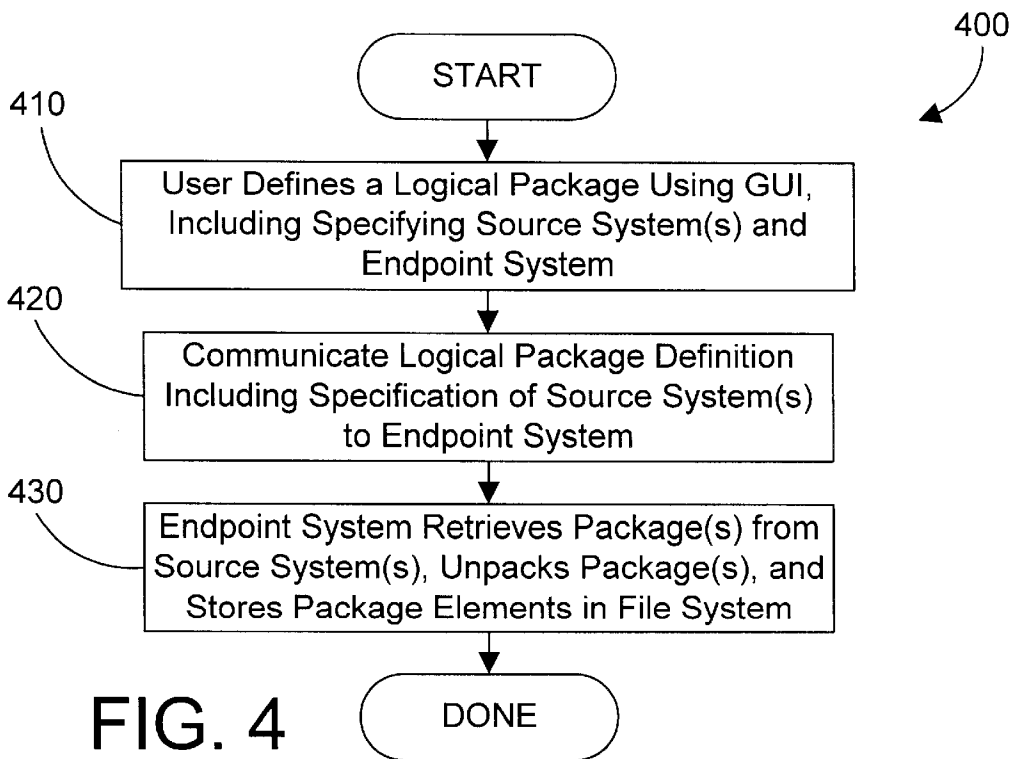 400
START
410
User Defines a Logical Package Using GUI,
Including Specifying Source System(s) and
Endpoint System
420
Communicate Logical Package Definition
Including Specification of Source System(s)
to Endpoint System
430
Endpoint System Retrieves Package(s) from
Source System(s), Unpacks Package(s), and
Stores Package Elements in File System
DONE
FIG. 4